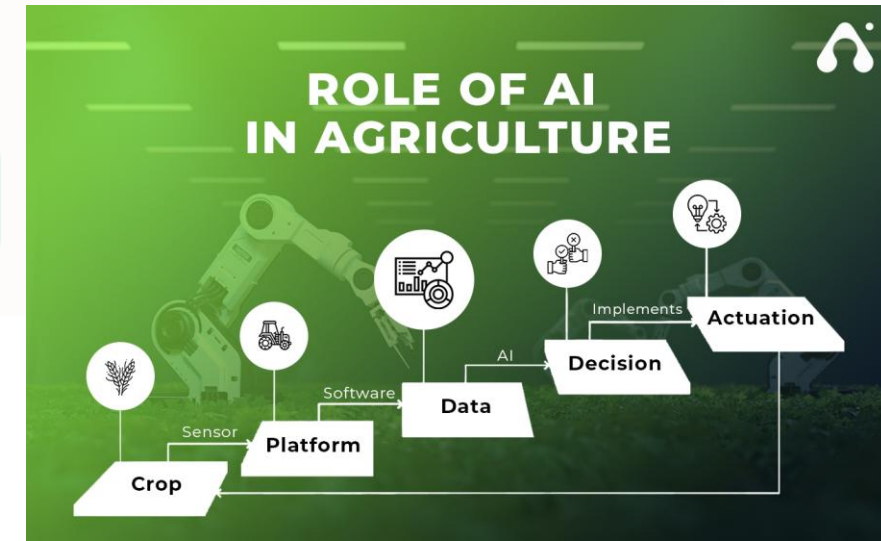 ROLE OF AI
IN AGRICULTURE
Crop
Sensor
Platform
Software
Data
AI
Decision
Implements
Actuation